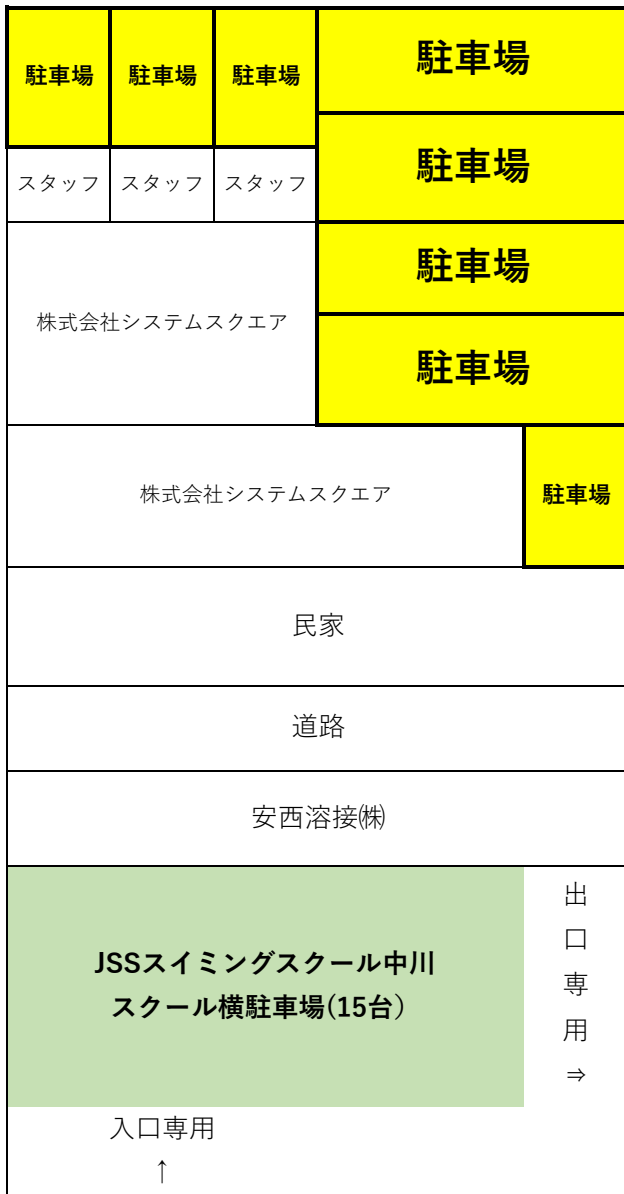 駐車場 駐車場 駐車場 駐車場
駐車場
スタッフ スタッフ スタッフ
駐車場
株式会社システムスクエア
駐車場
株式会社システムスクエア 駐車場
民家
道路
安西溶接㈱
JSSスイミングスクール中川
スクール横駐車場(15台)
出
口
専
用
⇒
入口専用
↑